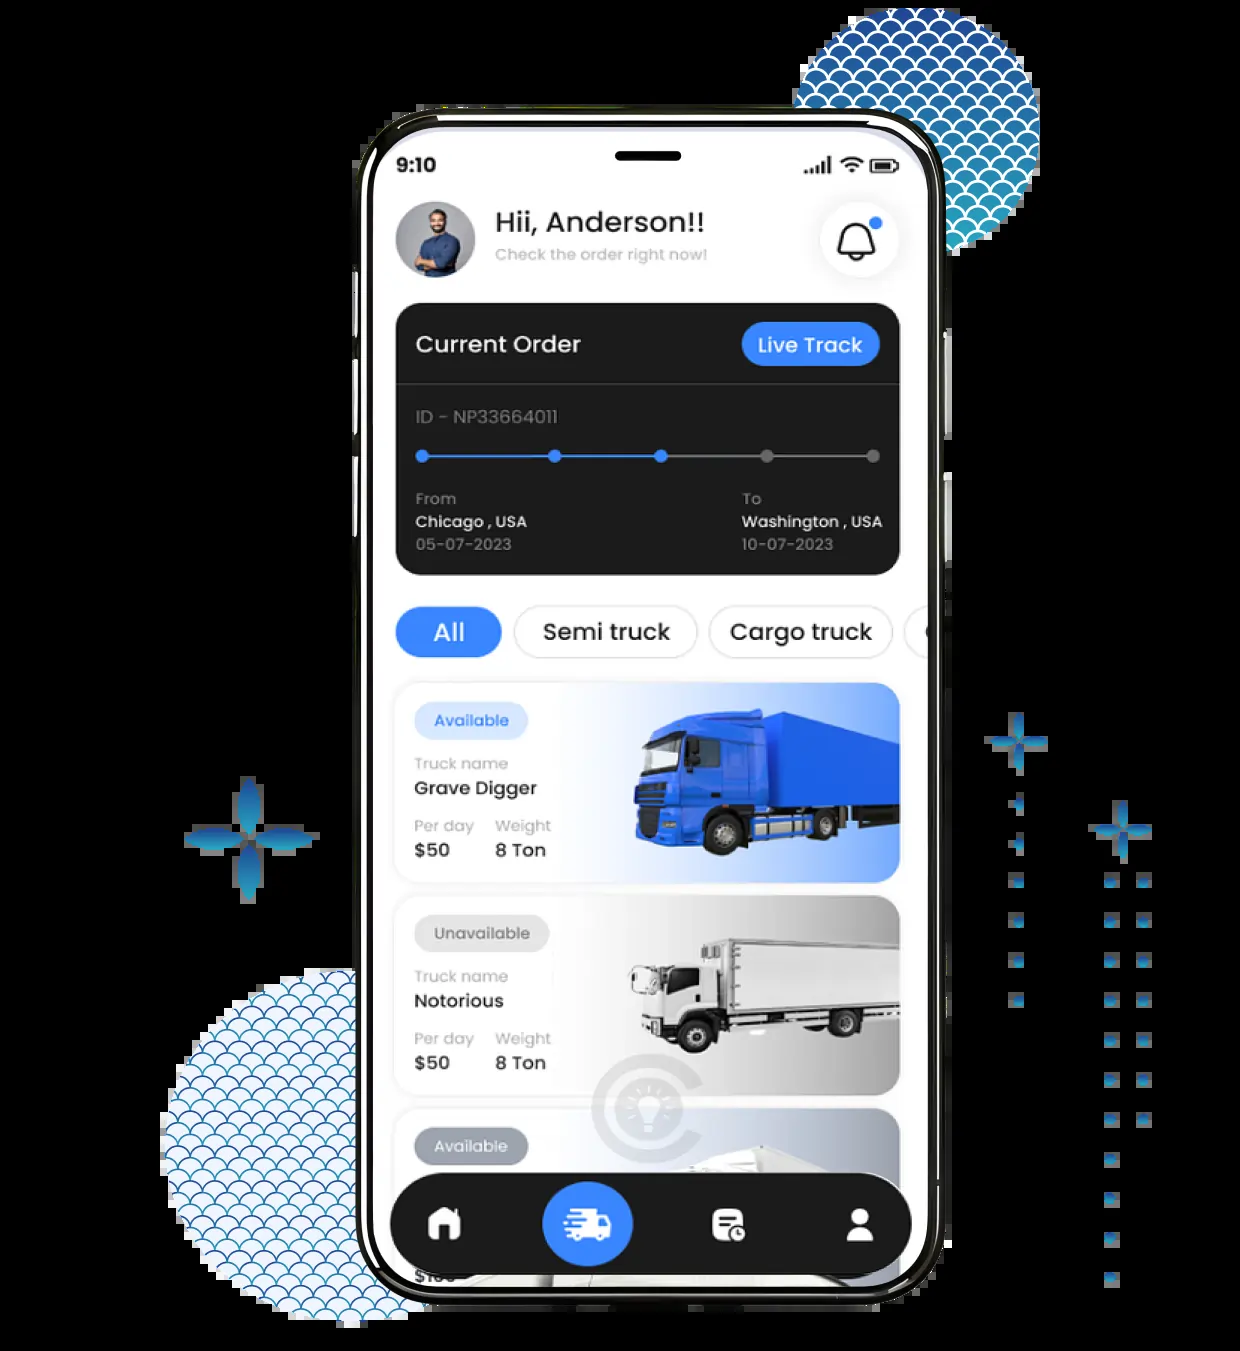 9:10
Hii, Anderson!!
Check the order right now!
Current Order
Live Track
ID - NP33664011
From
To
Chicago , USA
Washington , USA
05-07-2023
10-07-2023
All
Semi truck
Cargo truck
Available
Truck name
Grave Digger
Per day
Weight
$50
8 Ton
Unavailable
Truck name
Notorious
Per day
Weight
$50
8 Ton
Available